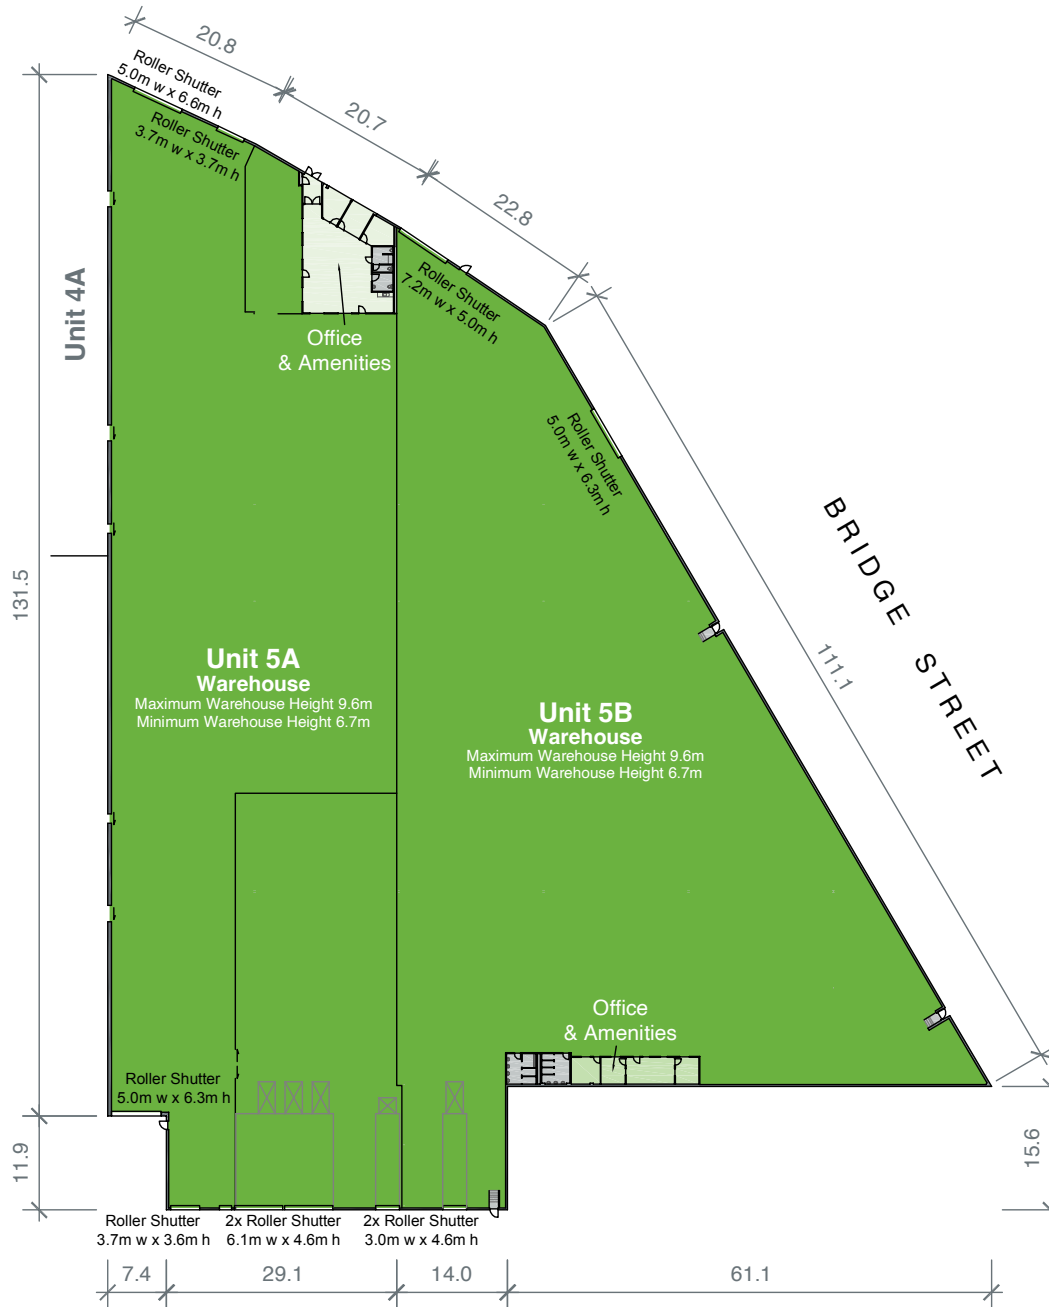 20.8
Roller Shutter
5.0m w x 6.6m h
20.7
Roller Shutter
3.7m w x 3.7m h
22.8
Roller Shutter
7.2m w x 5.0m h
Unit 4A
Office
& Amenities
Roller Shutter
5.0m w x 6.3m h
BRIDGE STREET
131.5
111.1
Unit 5A
Warehouse
Maximum Warehouse Height 9.6m
Minimum Warehouse Height 6.7m
Unit 5B
Warehouse
Maximum Warehouse Height 9.6m
Minimum Warehouse Height 6.7m
Office
& Amenities
Roller Shutter
5.0m w x 6.3m h
11.9
15.6
Roller Shutter
3.7m w x 3.6m h
2x Roller Shutter
6.1m w x 4.6m h
2x Roller Shutter
3.0m w x 4.6m h
7.4
29.1
14.0
61.1